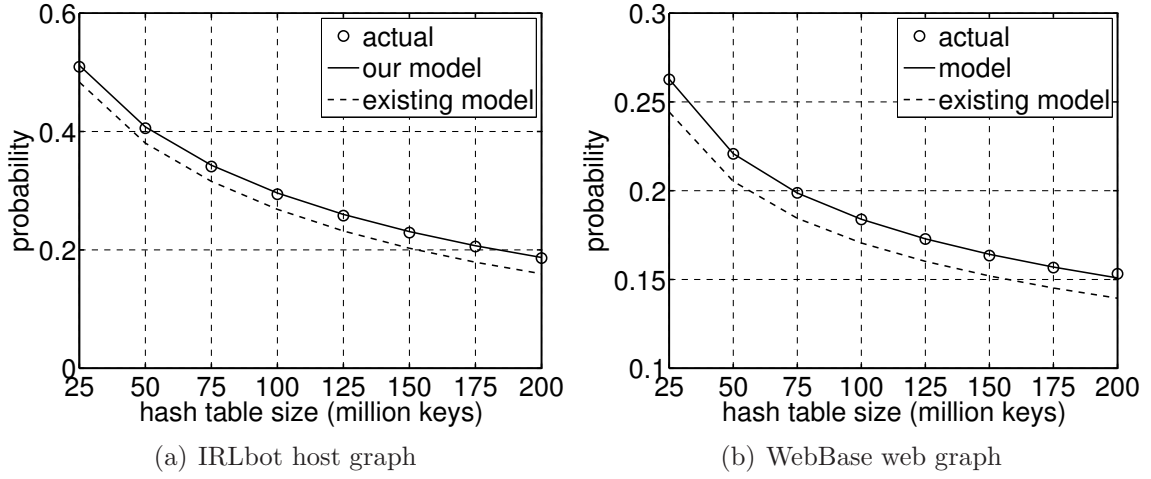 0.6
0.4
0.2
0
probability
actual
our model
existing model
25 50 75 100 125 150 175 200
hash table size (million keys)
(a) IRLbot host graph
0.3
0.25
0.2
0.15
0.1
probability
actual
model
existing model
25 50 75 100 125 150 175 200
hash table size (million keys)
(b) WebBase web graph